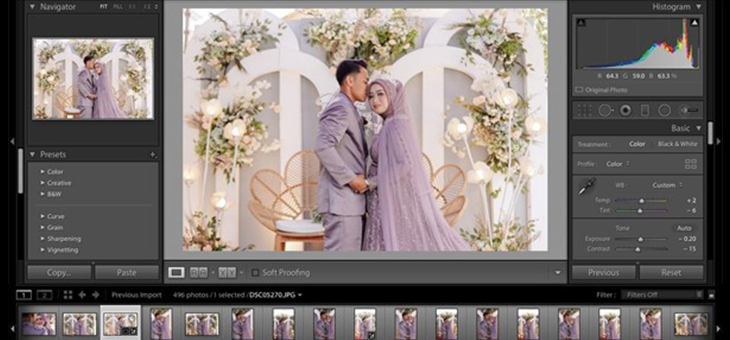 Navigator FIT FILL 1:1 1:2
Presets
Color
Creative
B&W
Curve
Grain
Sharpening
Vignetting
Copy... Paste
Soft Proofing
Histogram
R 64.3 G 59.0 B 63.3 %
Original Photo
Basic
Treatment : Color Black & White
Profile : Color
WB : Custom
Temp + 2
Tint - 6
Tone Auto
Exposure - 0.20
Contrast - 15
Previous Reset
1 2 Previous Import 496 photos / 1 selected / DSC05270.JPG Filter : Filters Off